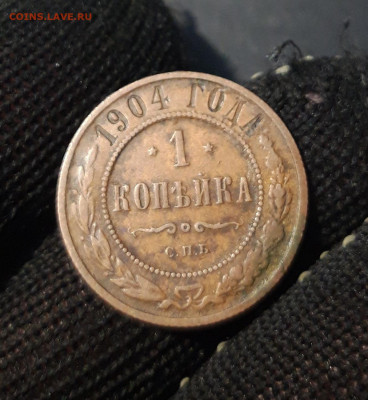 COINS.LAVE.RU
1904 ГОДА
* 1 *
КОПѢЙКА
С.П.Б.